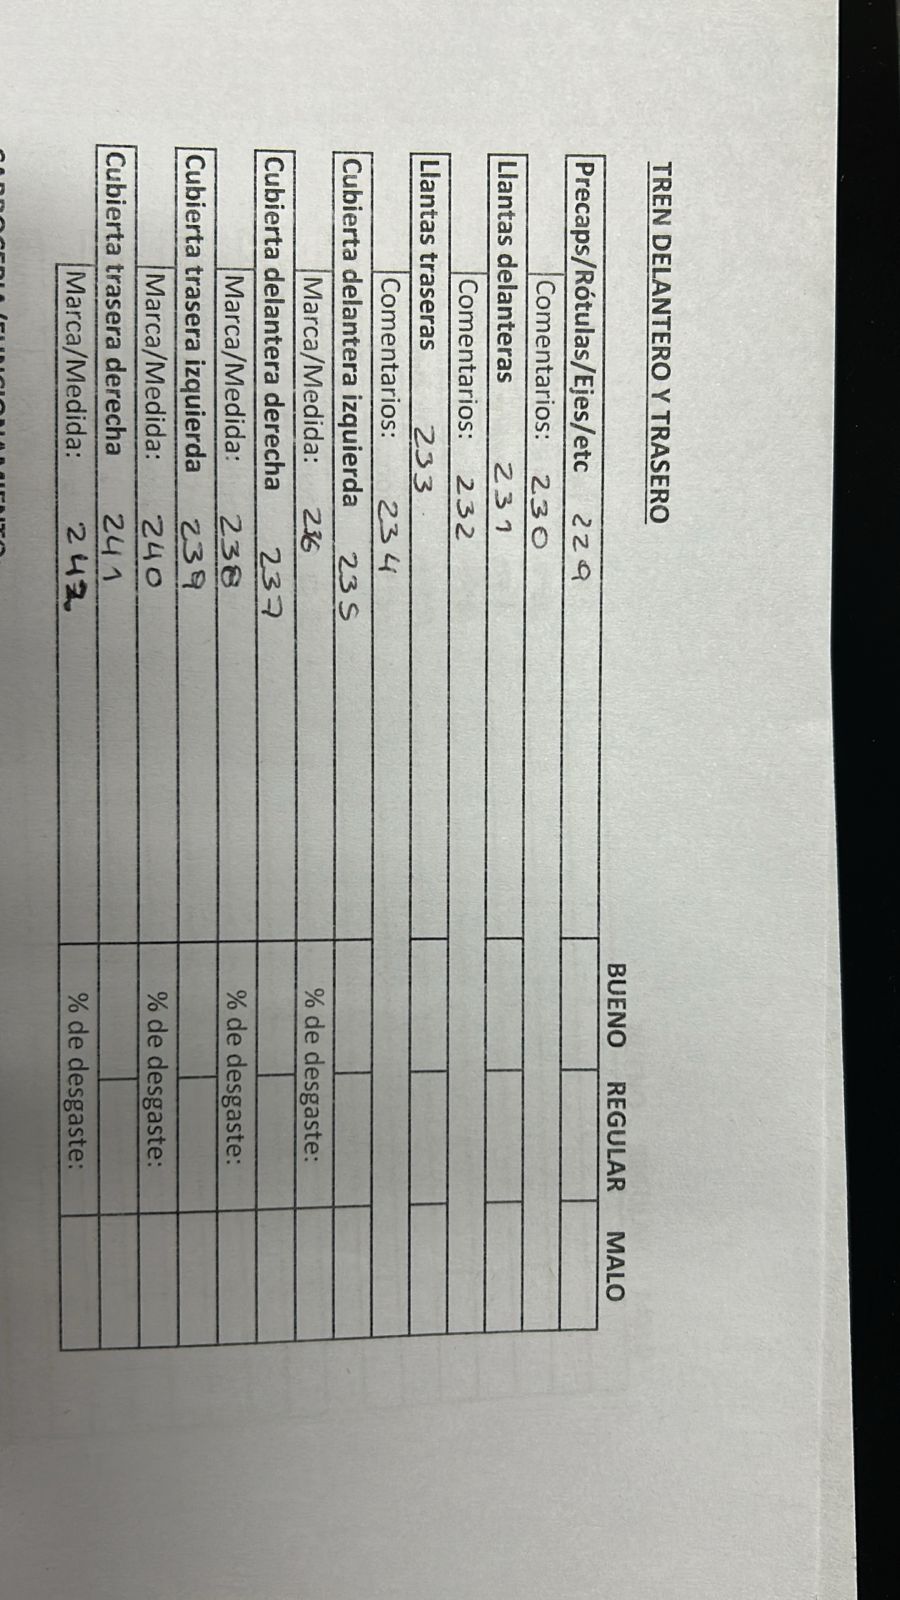 TREN DELANTERO Y TRASERO
BUENO REGULAR MALO
Precaps/Rótulas/Ejes/etc 229
Comentarios: 230
Llantas delanteras 231
Comentarios: 232
Llantas traseras 233
Comentarios: 234
Cubierta delantera izquierda 235
Marca/Medida: 236 % de desgaste:
Cubierta delantera derecha 237
Marca/Medida: 238 % de desgaste:
Cubierta trasera izquierda 239
Marca/Medida: 240 % de desgaste:
Cubierta trasera derecha 241
Marca/Medida: 242 % de desgaste: